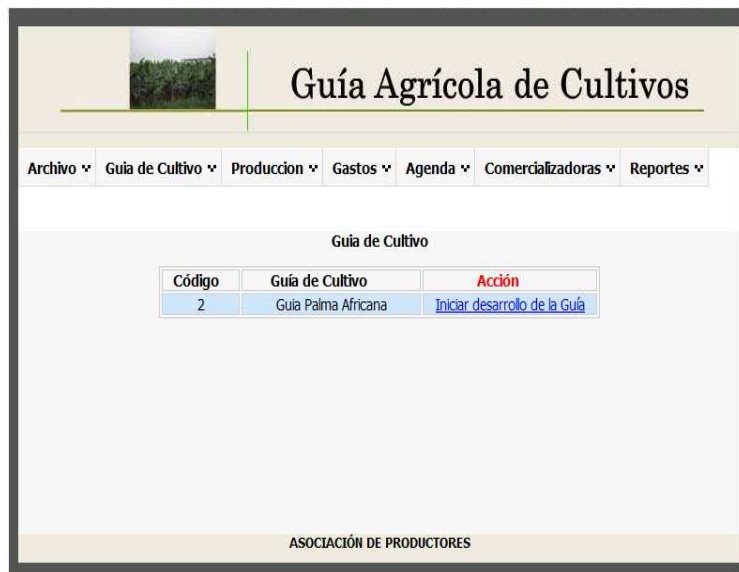 Guía Agrícola de Cultivos
Archivo Guia de Cultivo Produccion Gastos Agenda Comercializadoras Reportes
Guia de Cultivo
Código Guía de Cultivo Acción
2 Guia Palma Africana Iniciar desarrollo de la Guía
ASOCIACIÓN DE PRODUCTORES